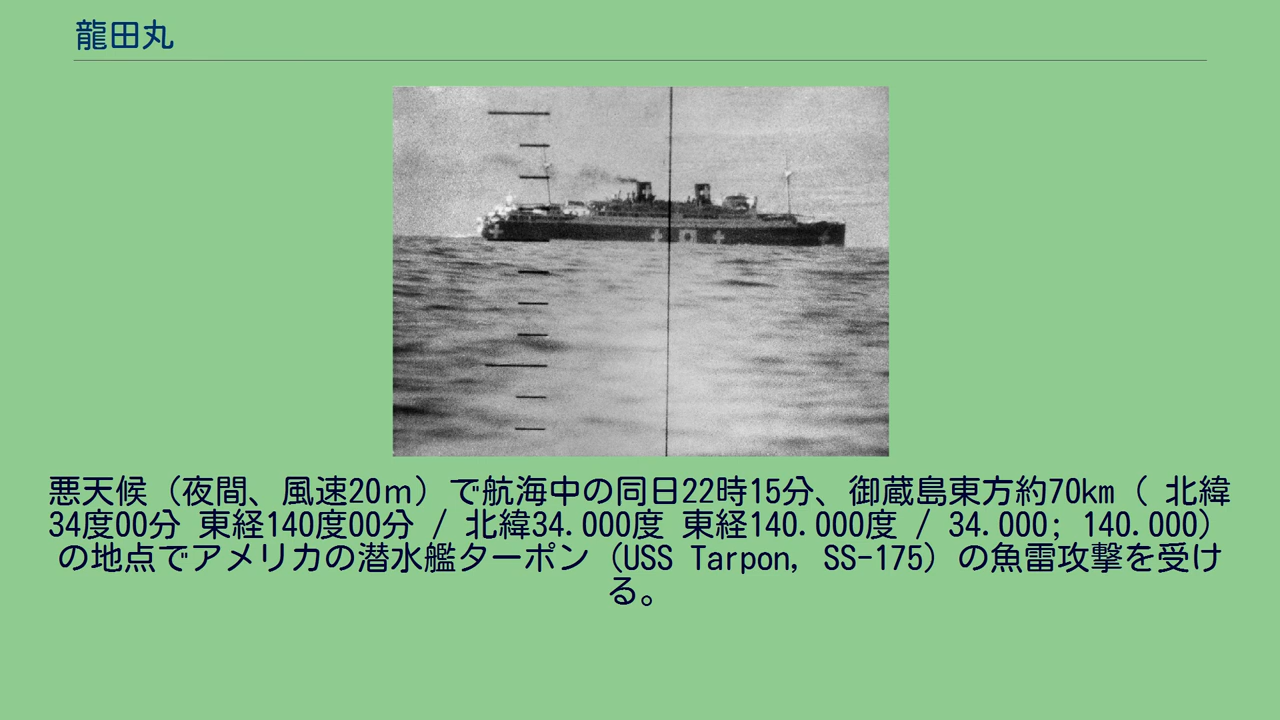 龍田丸
悪天候（夜間、風速20ｍ）で航海中の同日22時15分、御蔵島東方約70km（ 北緯
34度00分 東経140度00分 / 北緯34.000度 東経140.000度 / 34.000; 140.000）
の地点でアメリカの潜水艦ターポン（USS Tarpon, SS-175）の魚雷攻撃を受け
る。